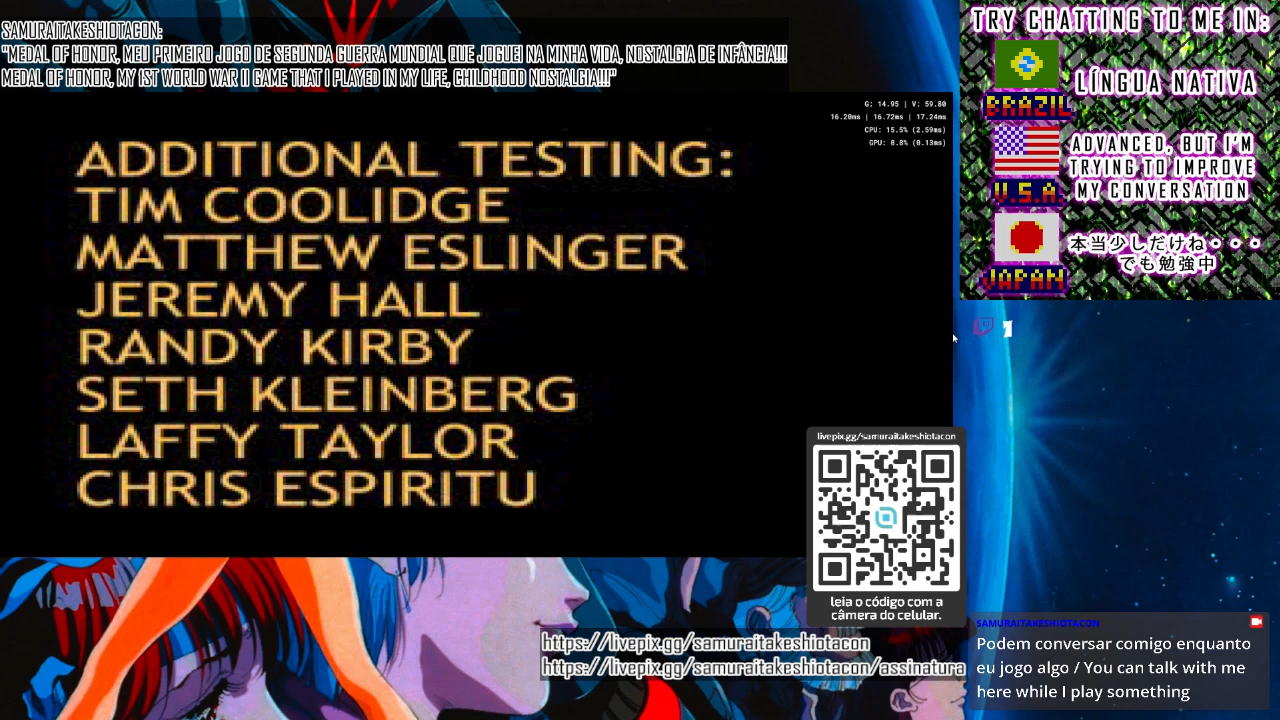 SAMURAITAKESHIOTACON:
"MEDAL OF HONOR, MEU PRIMEIRO JOGO DE SEGUNDA GUERRA MUNDIAL QUE JOGUEI NA MINHA VIDA, NOSTALGIA DE INFÂNCIA!!!
MEDAL OF HONOR, MY 1ST WORLD WAR II GAME THAT I PLAYED IN MY LIFE, CHILDHOOD NOSTALGIA!!!"
G: 14.95 | V: 59.80
16.20ms | 16.72ms | 17.24ms
CPU: 15.5% (2.59ms)
GPU: 0.8% (0.13ms)
ADDITIONAL TESTING:
TIM COOLIDGE
MATTHEW ESLINGER
JEREMY HALL
RANDY KIRBY
SETH KLEINBERG
LAFFY TAYLOR
CHRIS ESPIRITU
TRY CHATTING TO ME IN:
LÍNGUA NATIVA
BRAZIL
ADVANCED, BUT I'M
TRYING TO IMPROVE
MY CONVERSATION
U.S.A.
本当少しだけね・・・
でも勉強中
JAPAN
livepix.gg/samuraitakeshiotacon
leia o código com a
câmera do celular.
https://livepix.gg/samuraitakeshiotacon
https://livepix.gg/samuraitakeshiotacon/assinatura
SAMURAITAKESHIOTACON
Podem conversar comigo enquanto
eu jogo algo / You can talk with me
here while I play something